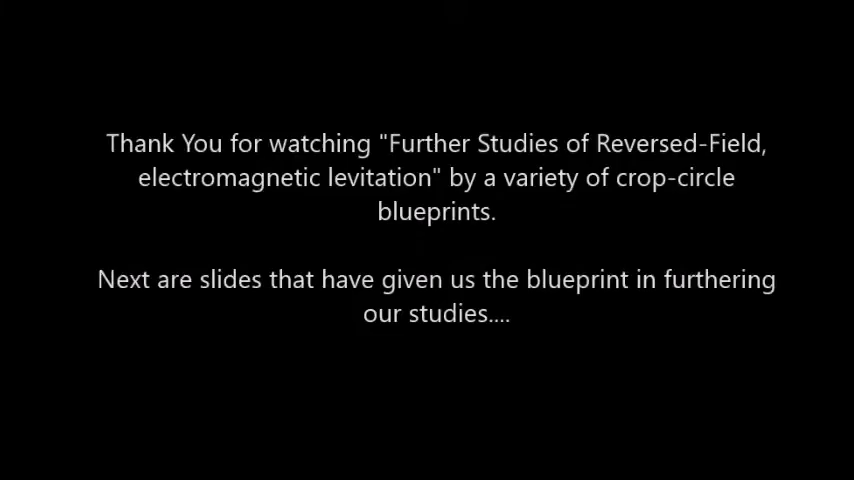 Thank You for watching "Further Studies of Reversed-Field,
electromagnetic levitation" by a variety of crop-circle
blueprints.
Next are slides that have given us the blueprint in furthering
our studies....